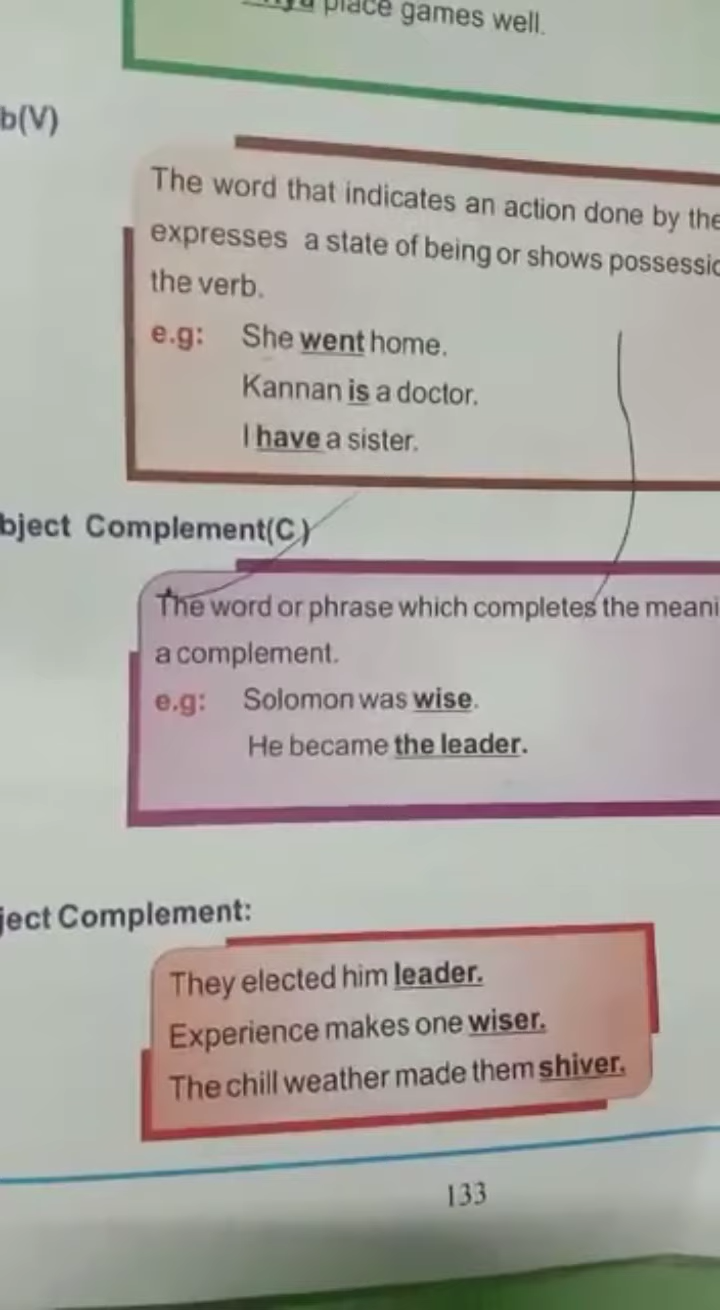 place games well.
b(V)
The word that indicates an action done by the
expresses a state of being or shows
the verb.
e.g: She went home.
Kannan is a doctor.
I have a sister.
bject Complement(C)
The word or phrase which completes the
a complement.
e.g: Solomon was wise.
He became the leader.
ject Complement:
They elected him leader.
Experience makes one wiser.
The chill weather made them shiver.
133